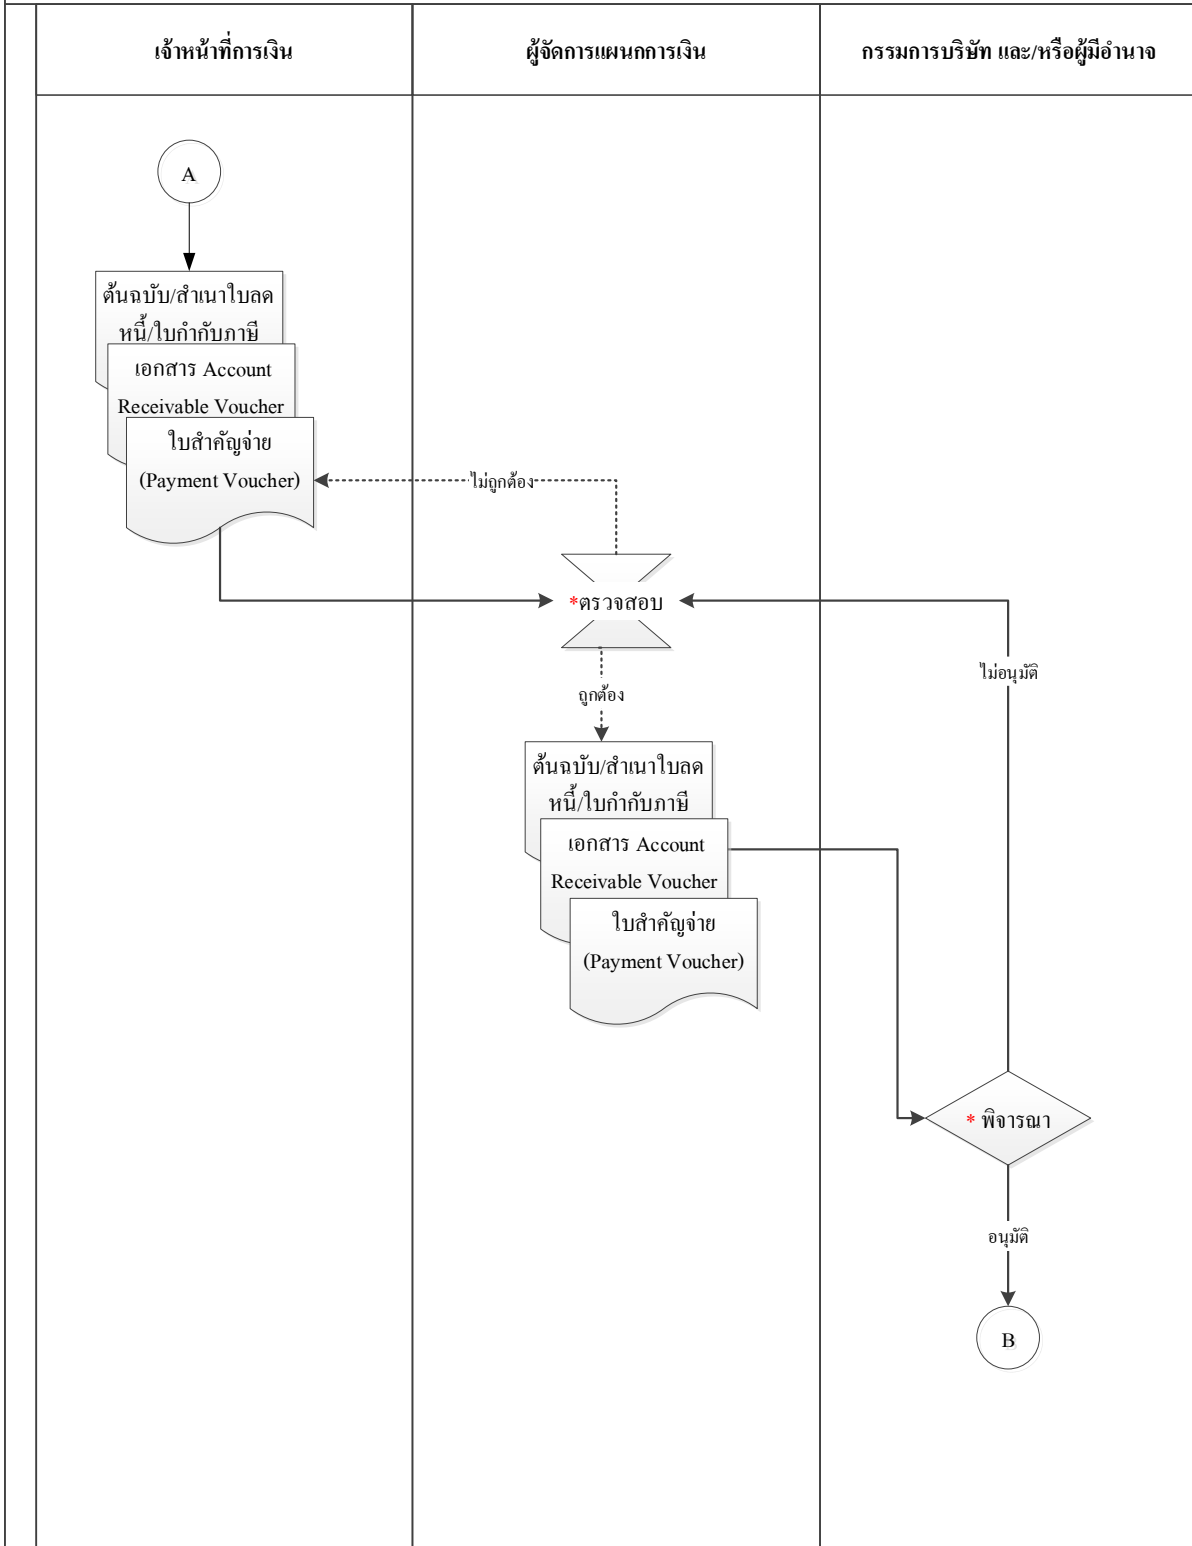 เจ้าหน้าที่การเงิน
ผู้จัดการแผนกการเงิน
กรรมการบริษัท และ/หรือผู้มีอำนาจ
A
ต้นฉบับ/สำเนาใบลด
หนี้/ใบกำกับภาษี
เอกสาร Account
Receivable Voucher
ใบสำคัญจ่าย
(Payment Voucher)
ไม่ถูกต้อง
*ตรวจสอบ
ไม่อนุมัติ
ถูกต้อง
ต้นฉบับ/สำเนาใบลด
หนี้/ใบกำกับภาษี
เอกสาร Account
Receivable Voucher
ใบสำคัญจ่าย
(Payment Voucher)
* พิจารณา
อนุมัติ
B